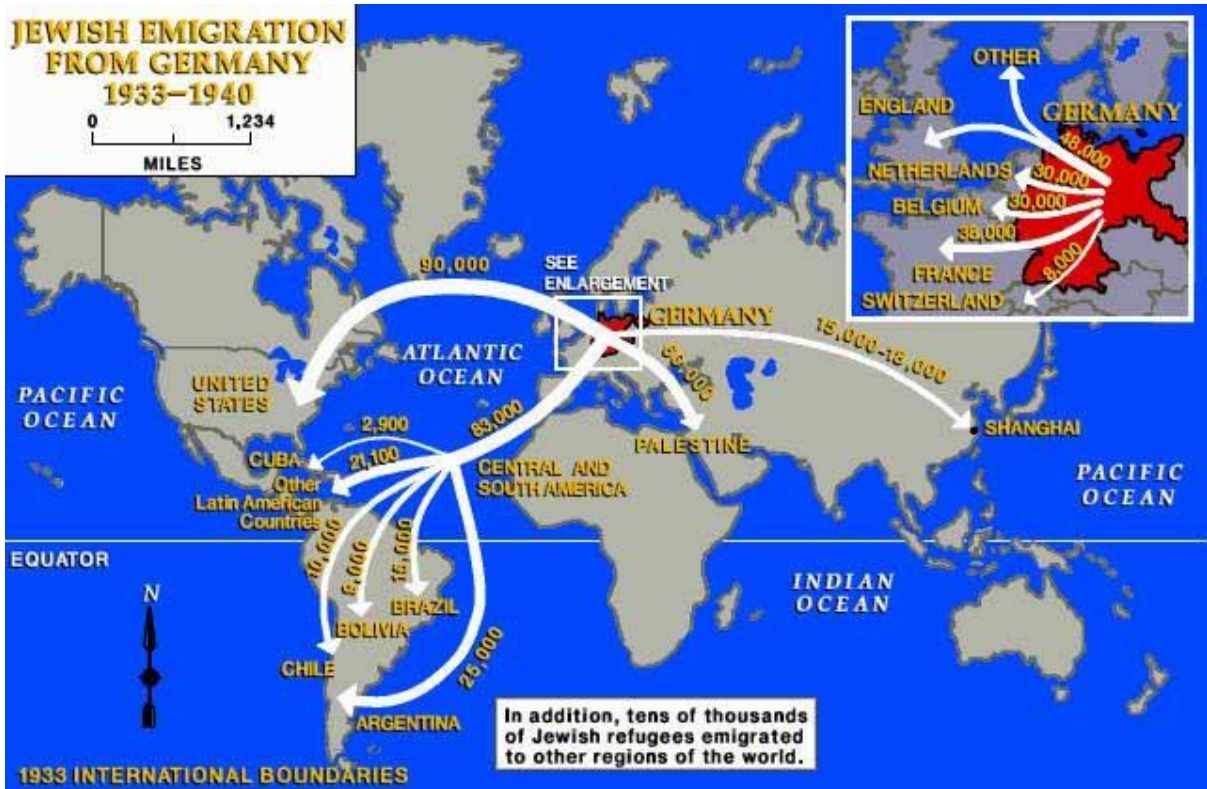 JEWISH EMIGRATION
FROM GERMANY
1933–1940
0 1,234
MILES
OTHER
ENGLAND
GERMANY
48,000
NETHERLANDS
30,000
BELGIUM
30,000
38,000
FRANCE
8,000
SWITZERLAND
90,000
SEE
ENLARGEMENT
GERMANY
15,000-18,000
60,000
ATLANTIC
OCEAN
UNITED
STATES
PACIFIC
OCEAN
83,000
2,900
CUBA
21,100
Other
Latin American
Countries
CENTRAL AND
SOUTH AMERICA
PALESTINE
SHANGHAI
PACIFIC
OCEAN
EQUATOR
10,000
9,000
15,000
BRAZIL
BOLIVIA
CHILE
25,000
ARGENTINA
INDIAN
OCEAN
N
In addition, tens of thousands
of Jewish refugees emigrated
to other regions of the world.
1933 INTERNATIONAL BOUNDARIES